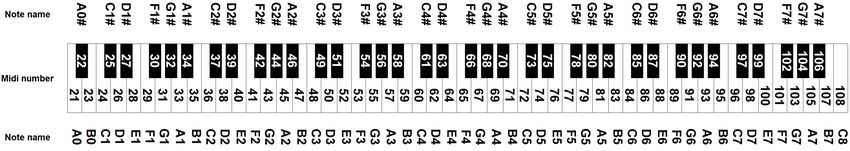 Note name A0# C1# D1# F1# G1# A1# C2# D2# F2# G2# A2# C3# D3# F3# G3# A3# C4# D4# F4# G4# A4# C5# D5# F5# G5# A5# C6# D6# F6# G6# A6# C7# D7# F7# G7# A7#
22 25 27 30 32 34 37 39 42 44 46 49 51 54 56 58 61 63 66 68 70 73 75 78 80 82 85 87 90 92 94 97 99 102 104 106
Midi number 21 23 24 26 28 29 31 33 35 36 38 40 41 43 45 47 48 50 52 53 55 57 59 60 62 64 65 67 69 71 72 74 76 77 79 81 83 84 86 88 89 91 93 95 96 98 100 101 103 105 107 108
Note name A0 B0 C1 D1 E1 F1 G1 A1 B1 C2 D2 E2 F2 G2 A2 B2 C3 D3 E3 F3 G3 A3 B3 C4 D4 E4 F4 G4 A4 B4 C5 D5 E5 F5 G5 A5 B5 C6 D6 E6 F6 G6 A6 B6 C7 D7 E7 F7 G7 A7 B7 C8